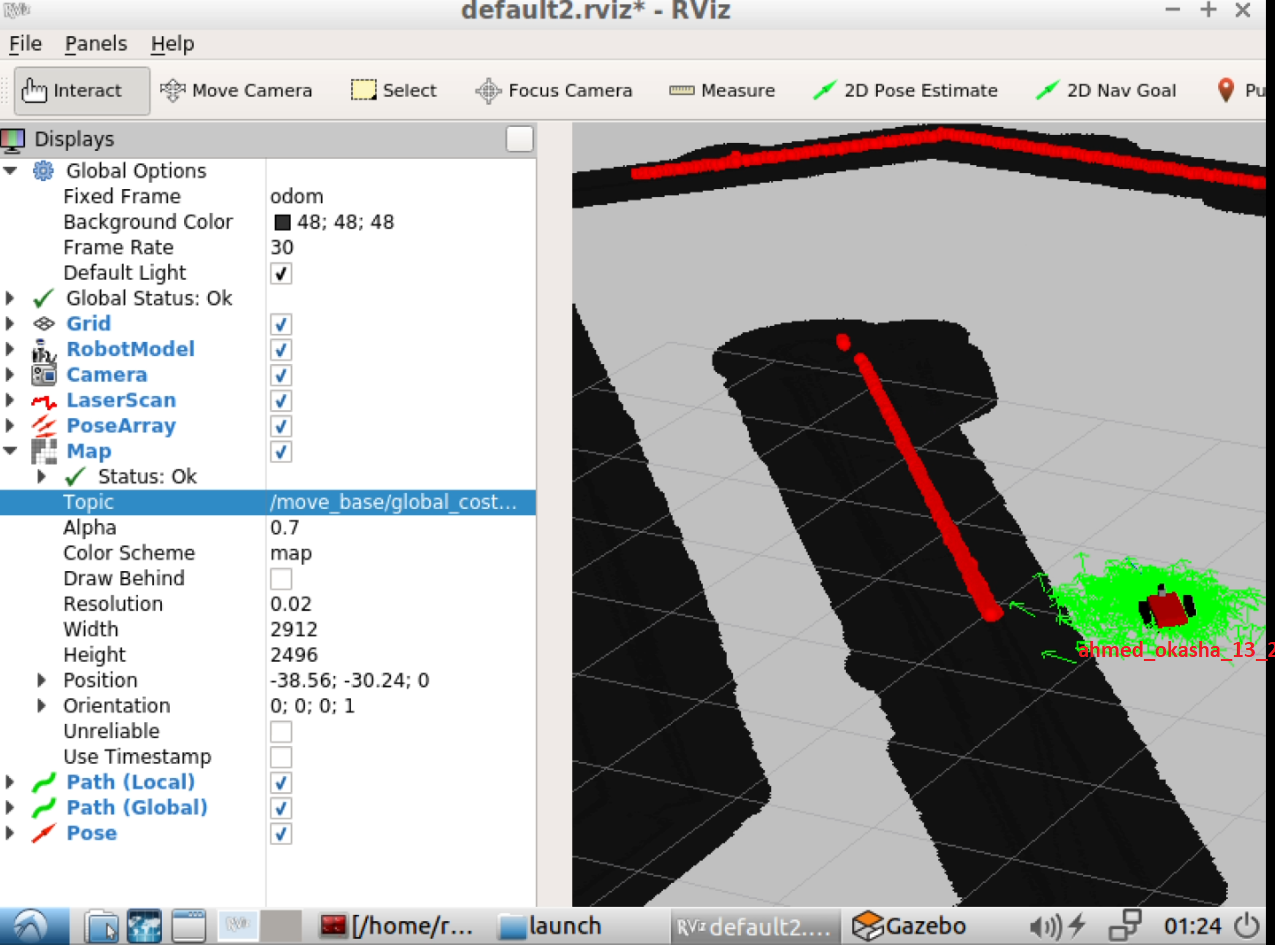 default2.rviz* - RViz
File Panels Help
Interact Move Camera Select Focus Camera Measure 2D Pose Estimate 2D Nav Goal Pu
Displays
Global Options
Fixed Frame odom
Background Color 48; 48; 48
Frame Rate 30
Default Light
Global Status: Ok
Grid
RobotModel
Camera
LaserScan
PoseArray
Map
Status: Ok
Topic /move_base/global_cost...
Alpha 0.7
Color Scheme map
Draw Behind
Resolution 0.02
Width 2912
Height 2496
Position -38.56; -30.24; 0
Orientation 0; 0; 0; 1
Unreliable
Use Timestamp
Path (Local)
Path (Global)
Pose
ahmed_okasha_13_2
[/home/r... launch RViz default2.... Gazebo 01:24